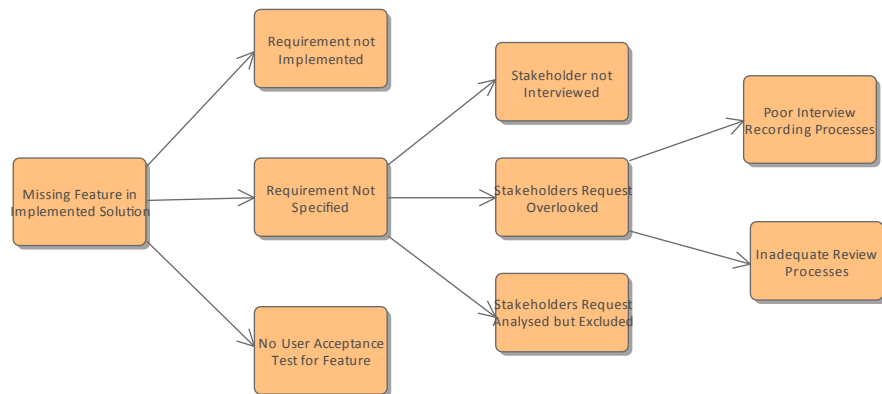 Requirement not
Implemented
Stakeholder not
Interviewed
Poor Interview
Recording Processes
Missing Feature in
Implemented Solution
Requirement Not
Specified
Stakeholders Request
Overlooked
Inadequate Review
Processes
Stakeholders Request
Analysed but Excluded
No User Acceptance
Test for Feature